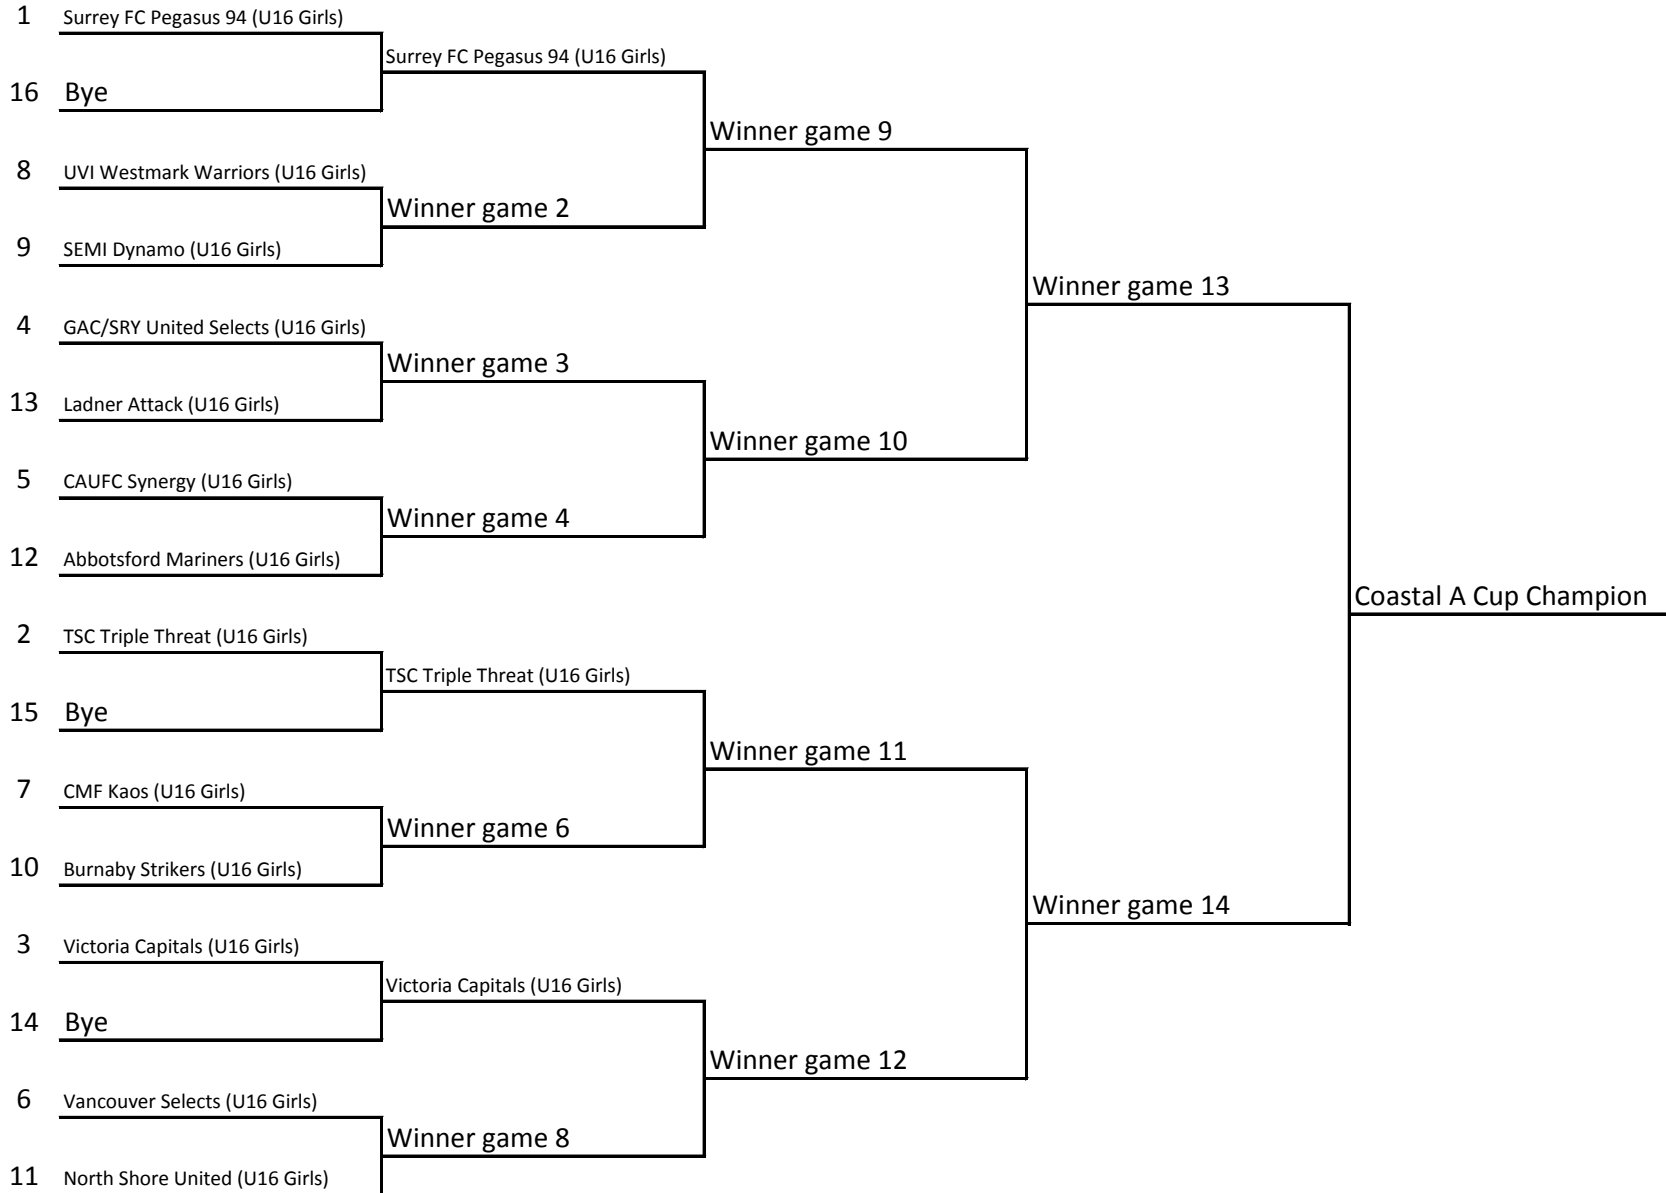 1 Surrey FC Pegasus 94 (U16 Girls)
Surrey FC Pegasus 94 (U16 Girls)
16 Bye
Winner game 9
8 UVI Westmark Warriors (U16 Girls)
Winner game 2
9 SEMI Dynamo (U16 Girls)
Winner game 13
4 GAC/SRY United Selects (U16 Girls)
Winner game 3
13 Ladner Attack (U16 Girls)
Winner game 10
5 CAUFC Synergy (U16 Girls)
Winner game 4
12 Abbotsford Mariners (U16 Girls)
Coastal A Cup Champion
2 TSC Triple Threat (U16 Girls)
TSC Triple Threat (U16 Girls)
15 Bye
Winner game 11
7 CMF Kaos (U16 Girls)
Winner game 6
10 Burnaby Strikers (U16 Girls)
Winner game 14
3 Victoria Capitals (U16 Girls)
Victoria Capitals (U16 Girls)
14 Bye
Winner game 12
6 Vancouver Selects (U16 Girls)
Winner game 8
11 North Shore United (U16 Girls)